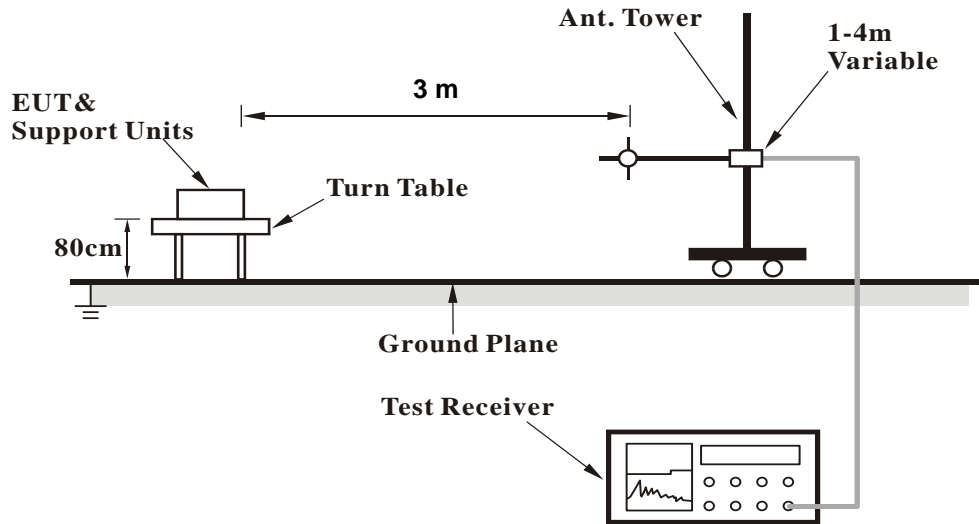 Ant. Tower
1-4m
Variable
3 m
EUT&
Support Units
Turn Table
80cm
Ground Plane
Test Receiver